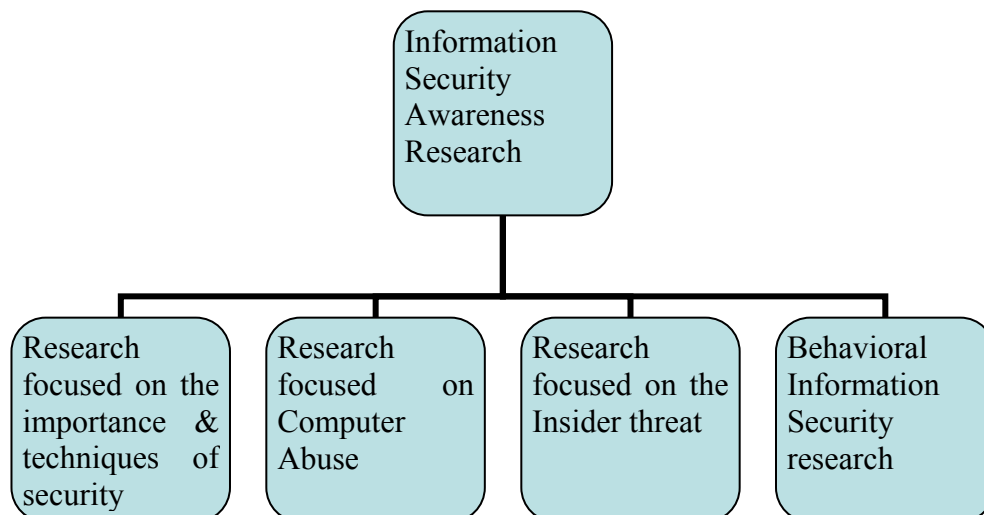 Information
Security
Awareness
Research
Research
focused on the
importance &
techniques of
security
Research
focused on
Computer
Abuse
Research
focused on the
Insider threat
Behavioral
Information
Security
research